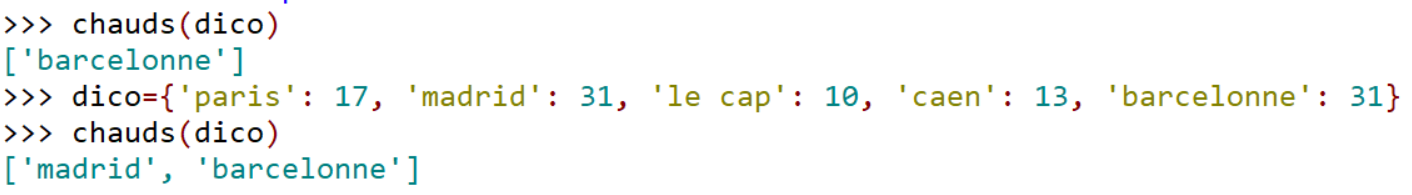 >>> chauds(dico)
['barcelonne']
>>> dico={'paris': 17, 'madrid': 31, 'le cap': 10, 'caen': 13, 'barcelonne': 31}
>>> chauds(dico)
['madrid', 'barcelonne']